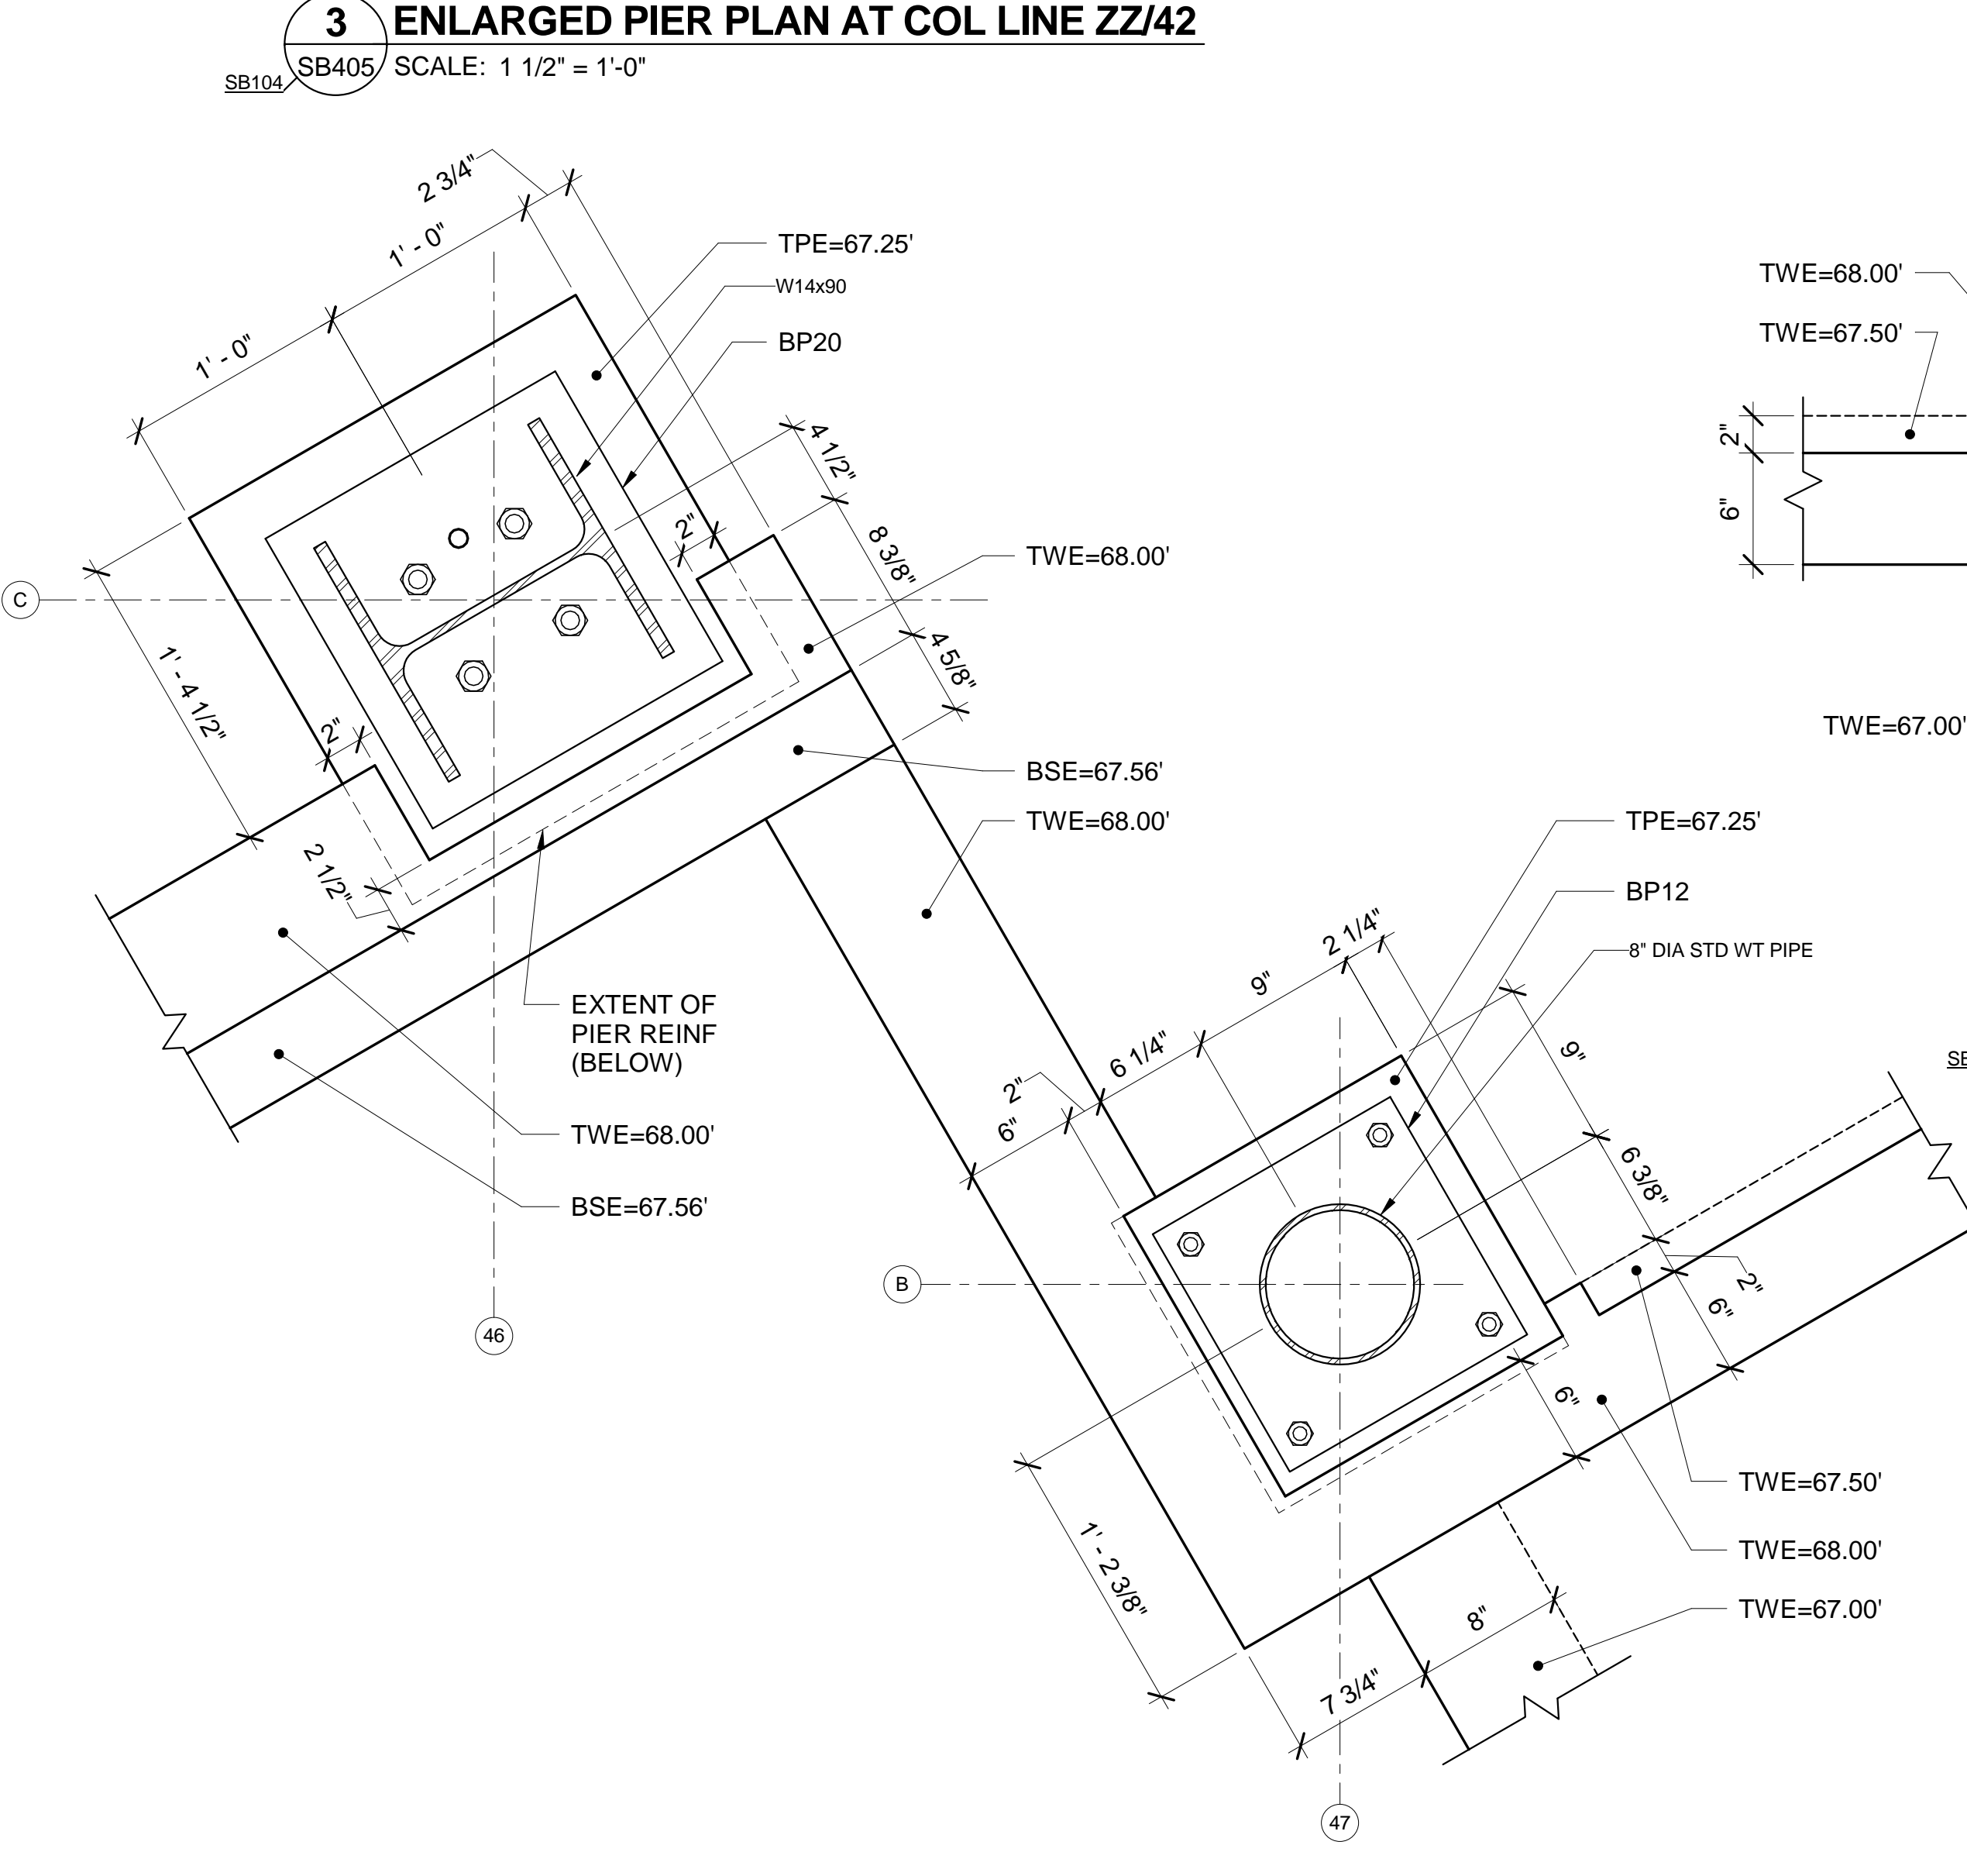 3
ENLARGED PIER PLAN AT COL LINE ZZ/42
SB405
SCALE: 1 1/2" = 1'-0"
SB104
2 3/4"
1' - 0"
1' - 0"
TPE=67.25'
W14x90
BP20
4 1/2"
8 3/8"
4 5/8"
2"
TWE=68.00'
C
1' - 4 1/2"
2"
2 1/2"
BSE=67.56'
TWE=68.00'
EXTENT OF
PIER REINF
(BELOW)
TWE=68.00'
BSE=67.56'
46
TWE=68.00'
TWE=67.50'
2"
6"
TWE=67.00'
TPE=67.25'
BP12
8" DIA STD WT PIPE
2 1/4"
9"
6 1/4"
2"
6"
9"
6 3/8"
2"
6"
6"
B
1' - 2 3/8"
7 3/4"
8"
TWE=67.50'
TWE=68.00'
TWE=67.00'
47